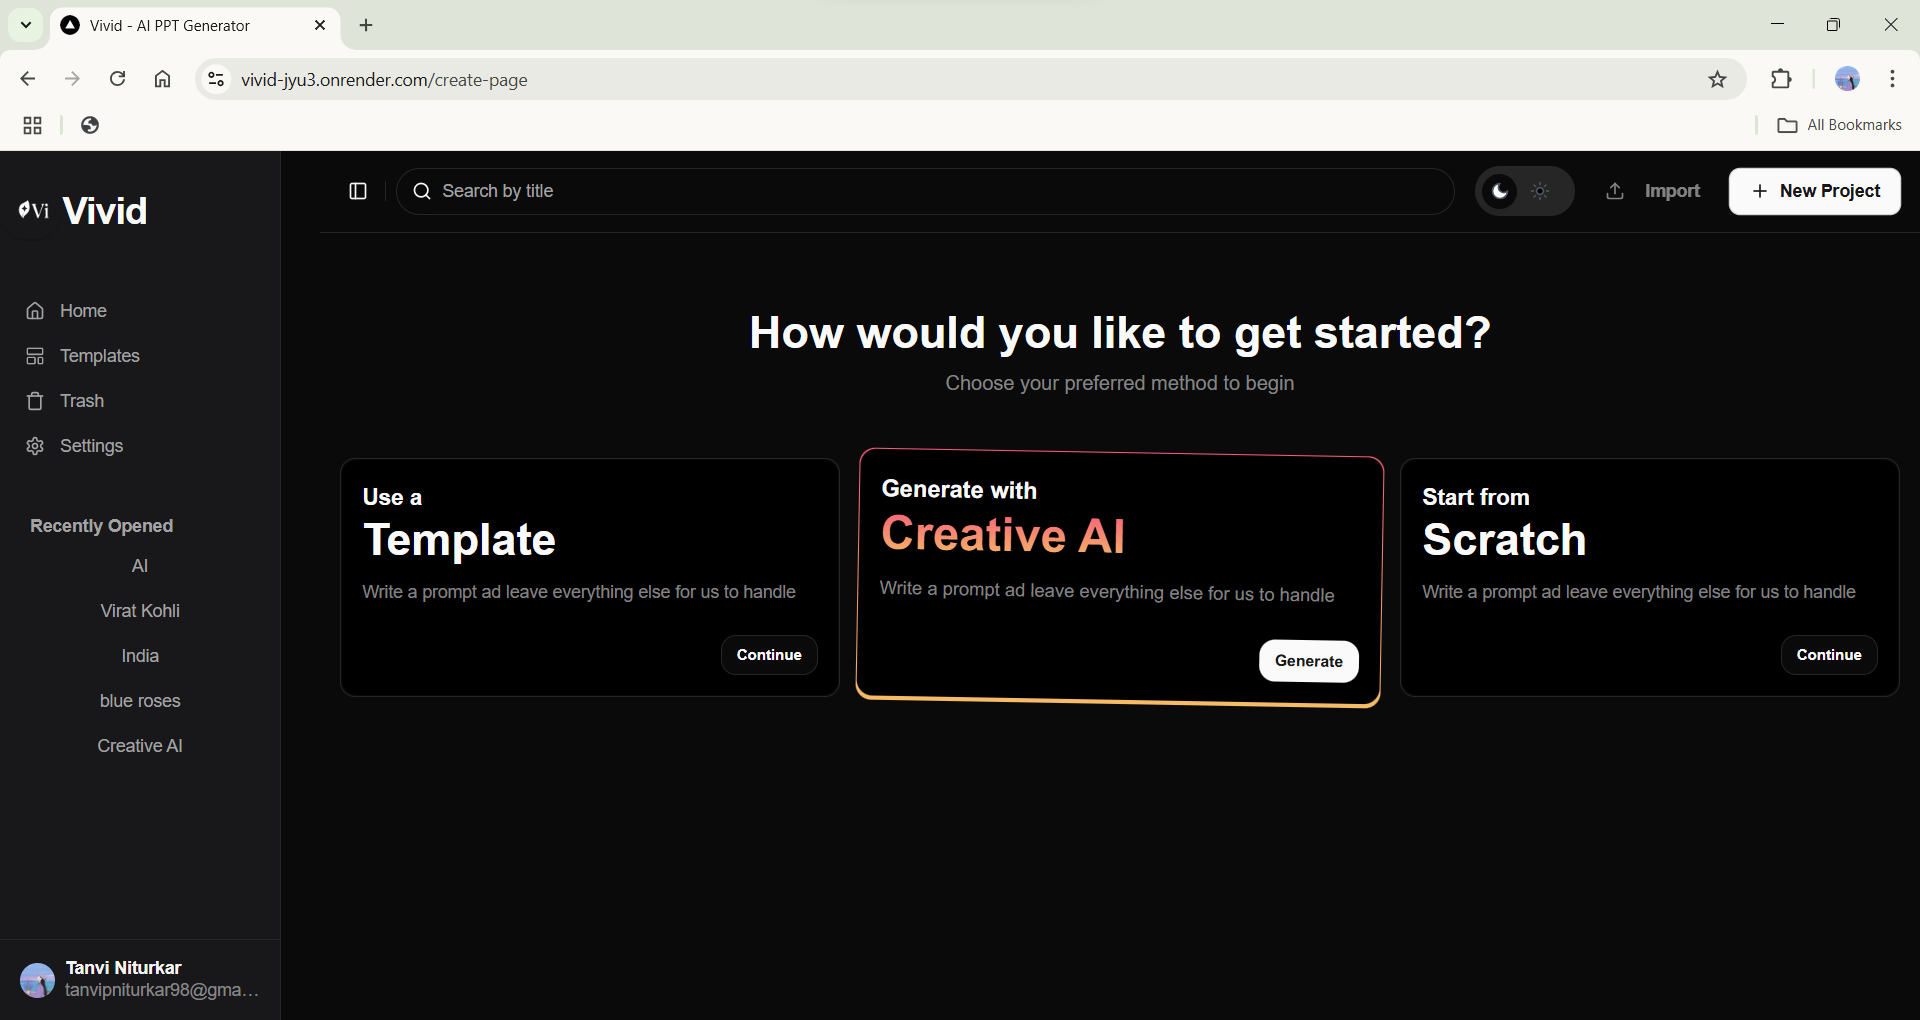 Vivid - AI PPT Generator
vivid-jyu3.onrender.com/create-page
All Bookmarks
Vi Vivid
Search by title
Import
New Project
Home
Templates
Trash
Settings
Recently Opened
AI
Virat Kohli
India
blue roses
Creative AI
How would you like to get started?
Choose your preferred method to begin
Use a
Template
Write a prompt ad leave everything else for us to handle
Continue
Generate with
Creative AI
Write a prompt ad leave everything else for us to handle
Generate
Start from
Scratch
Write a prompt ad leave everything else for us to handle
Continue
Tanvi Niturkar
tanvipniturkar98@gma...